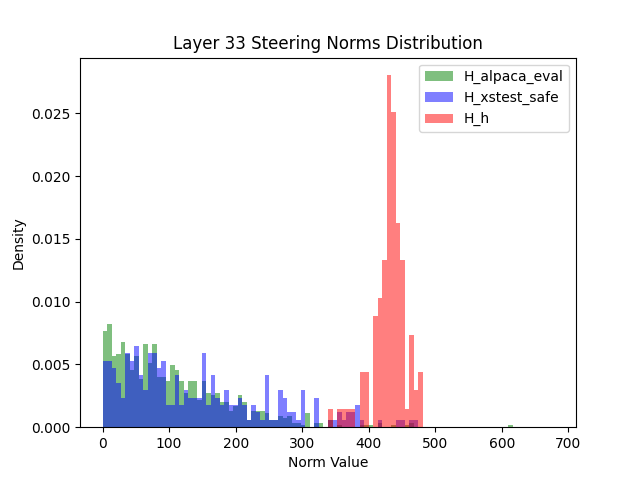 Layer 33 Steering Norms Distribution
H_alpaca_eval
H_xstest_safe
H_h
Density
0.025
0.020
0.015
0.010
0.005
0.000
0 100 200 300 400 500 600 700
Norm Value